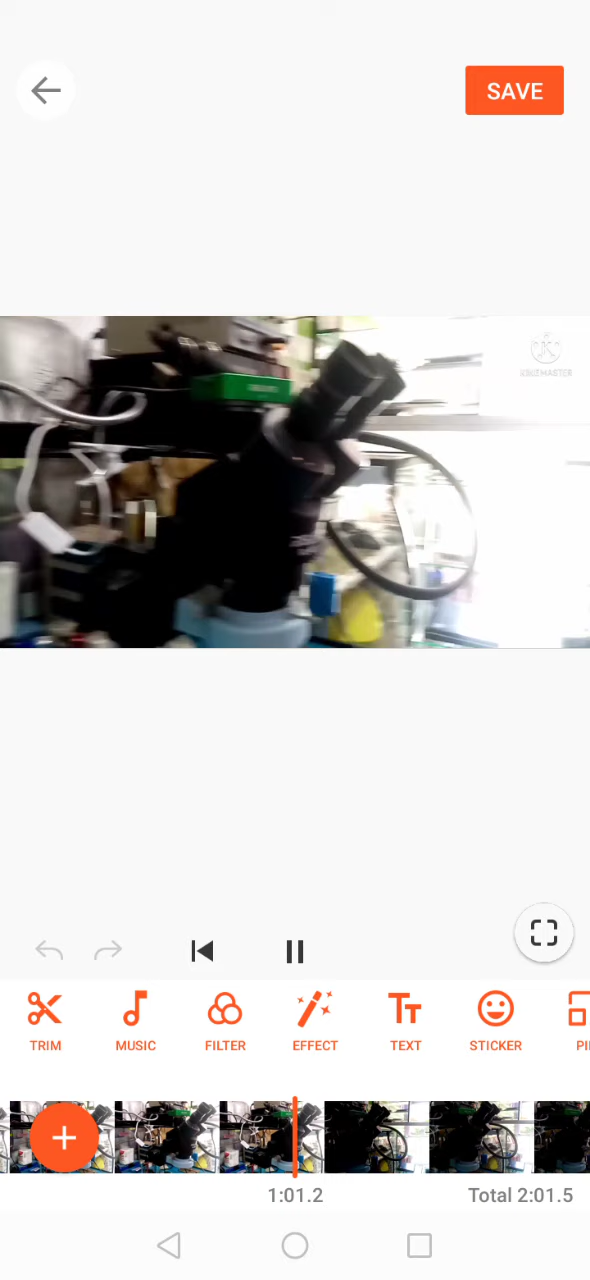 SAVE
TRIM
MUSIC
FILTER
EFFECT
TEXT
STICKER
1:01.2
Total 2:01.5